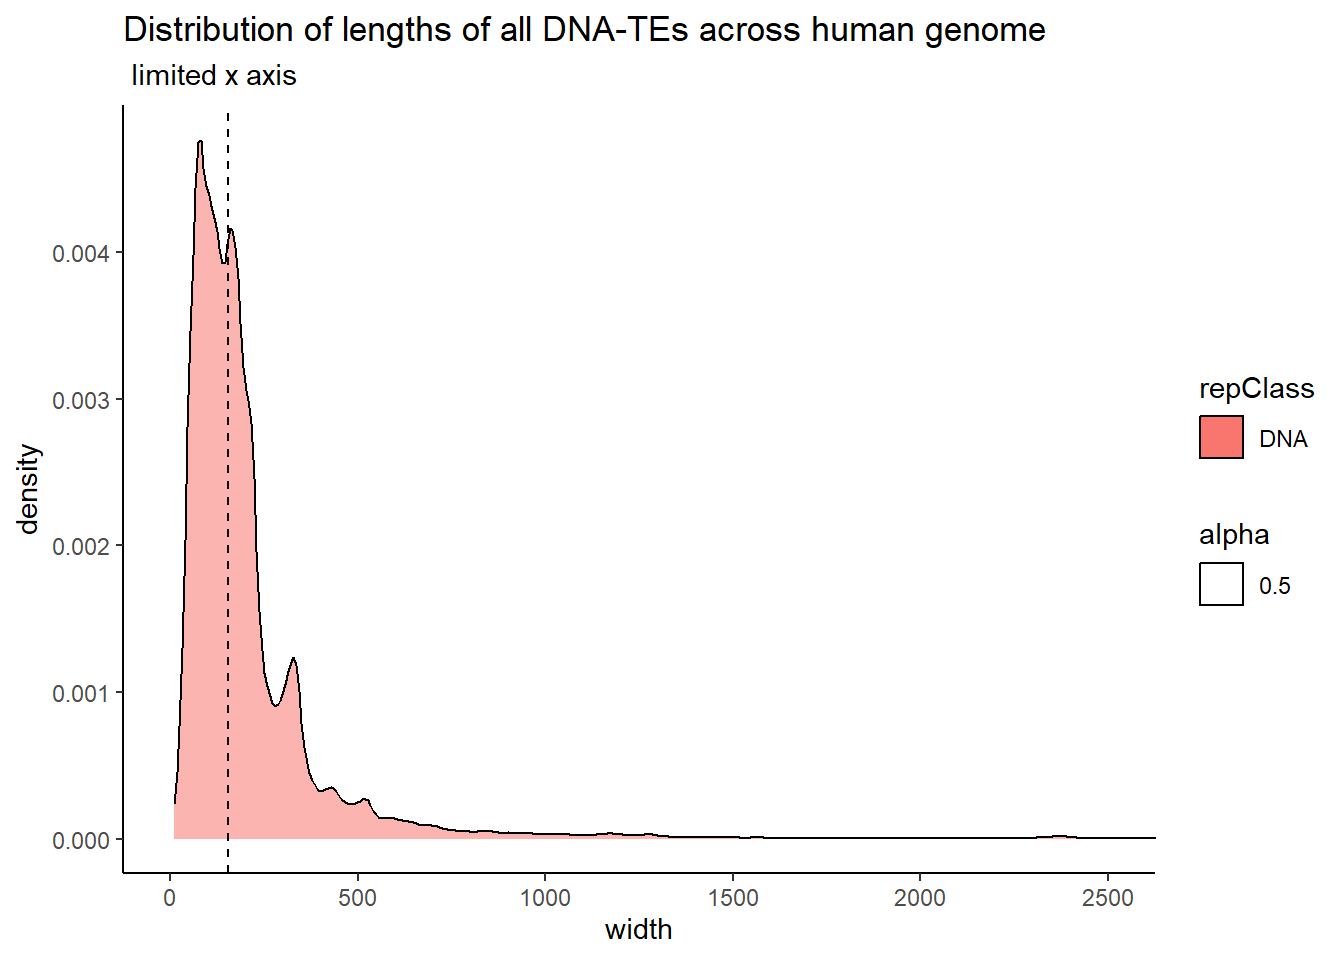 Distribution of lengths of all DNA-TEs across human genome
limited x axis
density
0.004
0.003
0.002
0.001
0.000
0 500 1000 1500 2000 2500
width
repClass
DNA
alpha
0.5